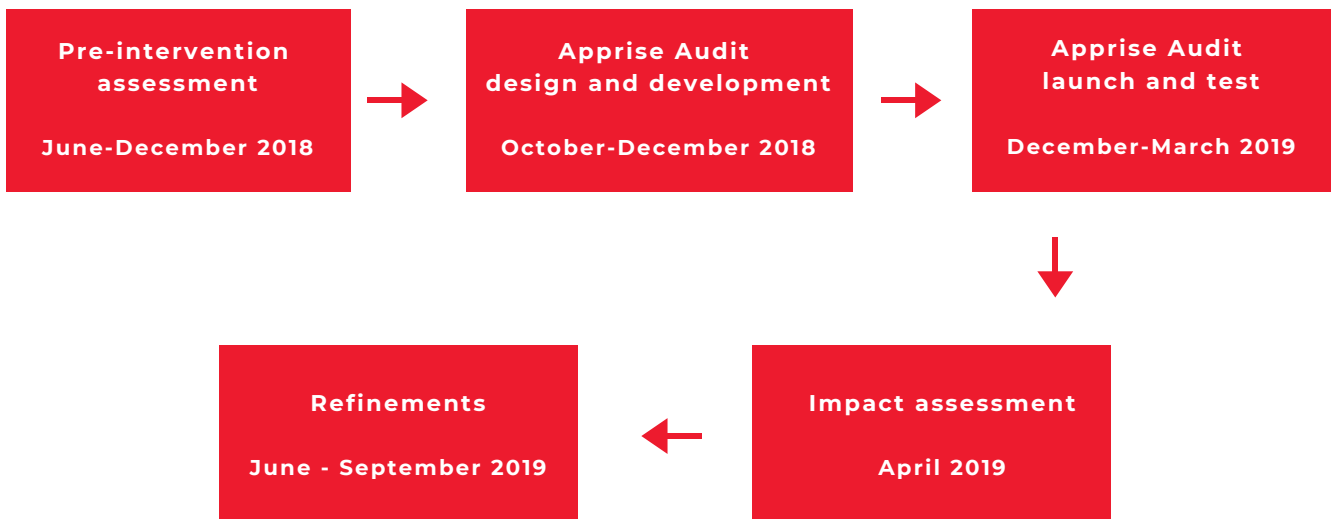 Pre-intervention
assessment
June-December 2018
Apprise Audit
design and development
October-December 2018
Apprise Audit
launch and test
December-March 2019
Impact assessment
April 2019
Refinements
June - September 2019